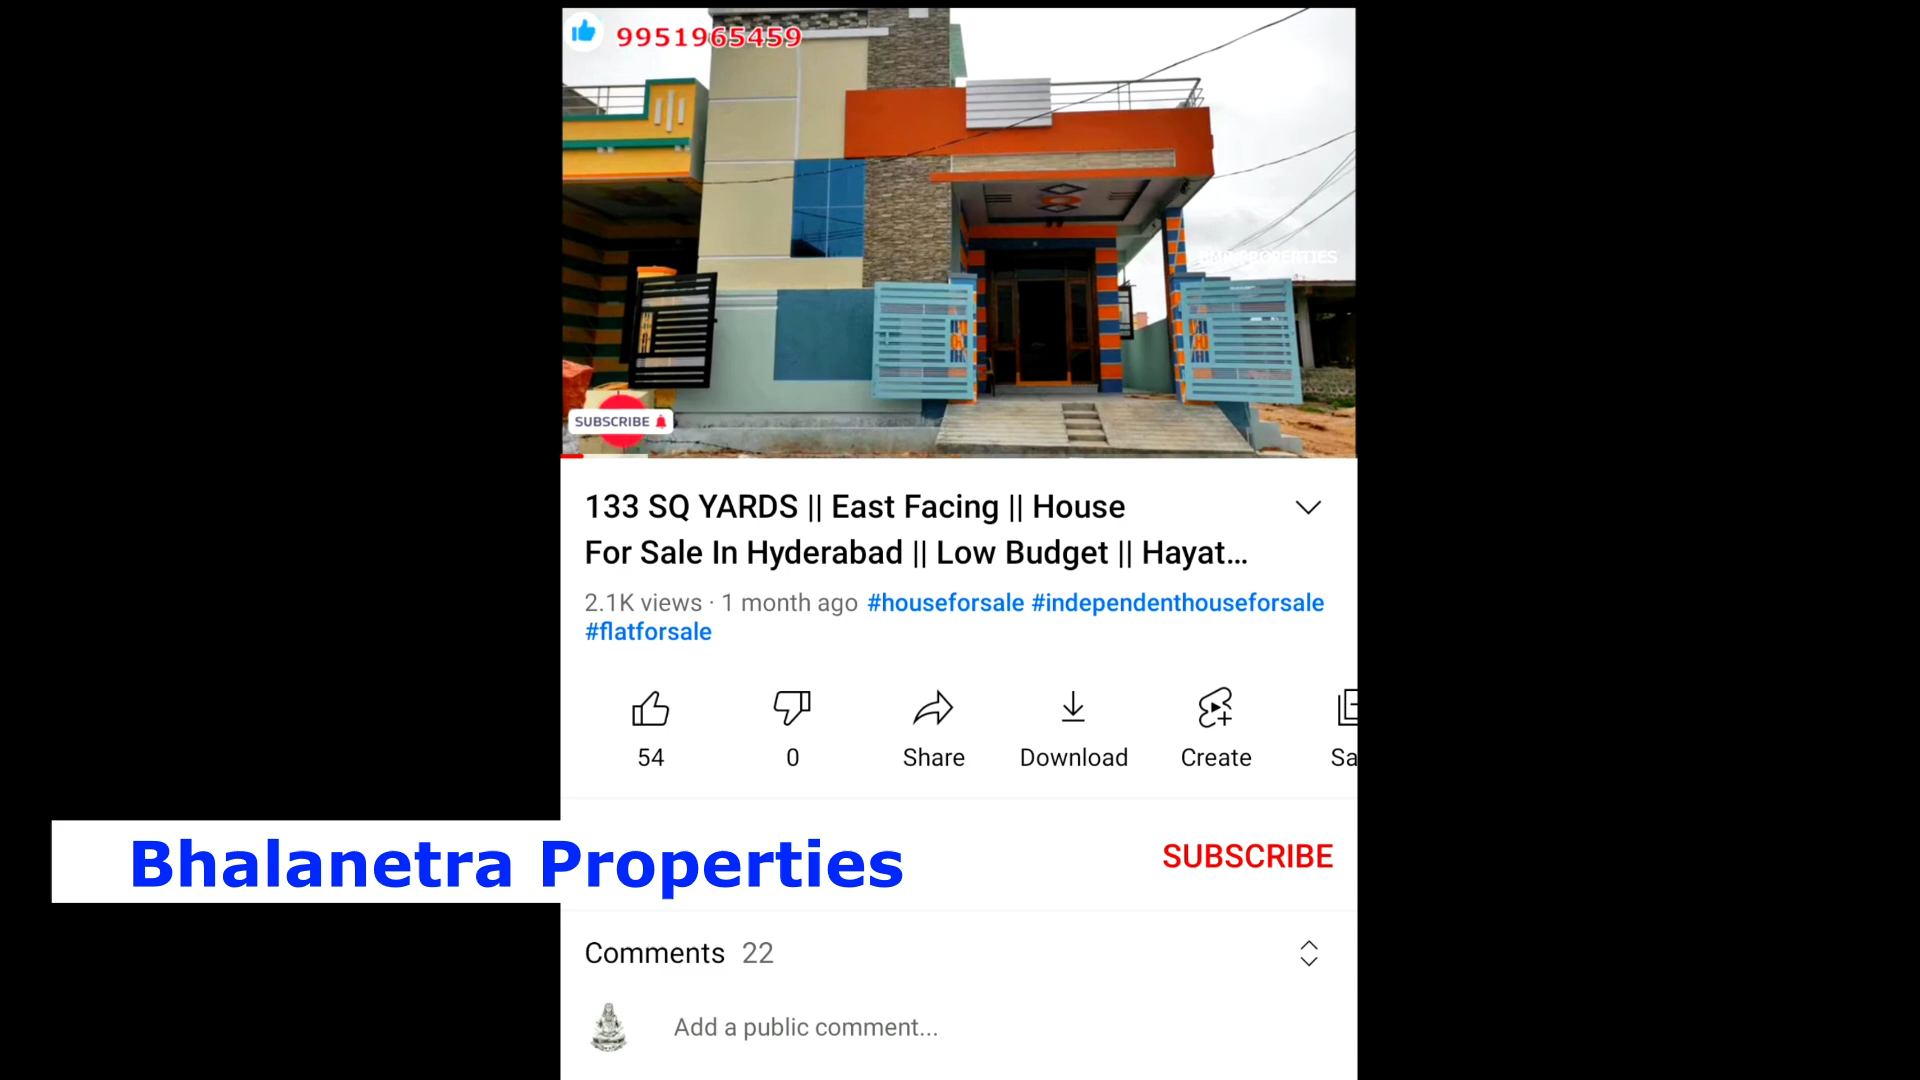 9951965459
BNR PROPERTIES
SUBSCRIBE
133 SQ YARDS || East Facing || House
For Sale In Hyderabad || Low Budget || Hayat...
2.1K views · 1 month ago #houseforsale #independenthouseforsale
#flatforsale
54
0
Share
Download
Create
Sa
Bhalanetra Properties
SUBSCRIBE
Comments 22
Add a public comment...